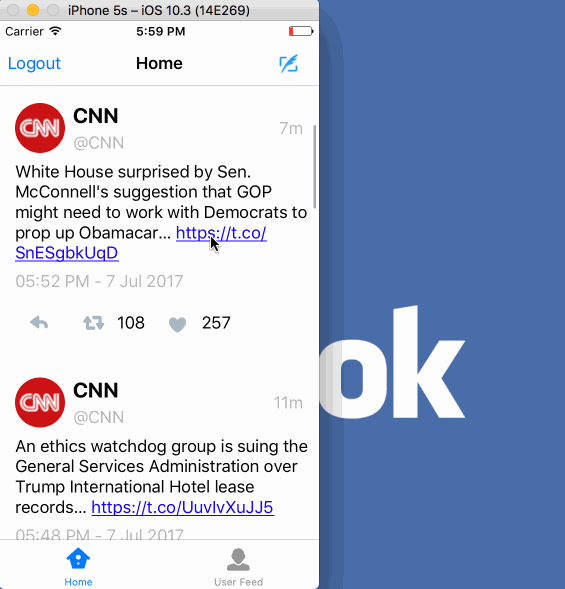 iPhone 5s – iOS 10.3 (14E269)
Carrier 5:59 PM
Logout Home
CNN
@CNN 7m
White House surprised by Sen.
McConnell's suggestion that GOP
might need to work with Democrats to
prop up Obamacar... https://t.co/
SnESgbkUqD
05:52 PM - 7 Jul 2017
108 257
CNN
@CNN 11m
An ethics watchdog group is suing the
General Services Administration over
Trump International Hotel lease
records... https://t.co/UuvIvXuJJ5
05:48 PM - 7 Jul 2017
Home User Feed
ok